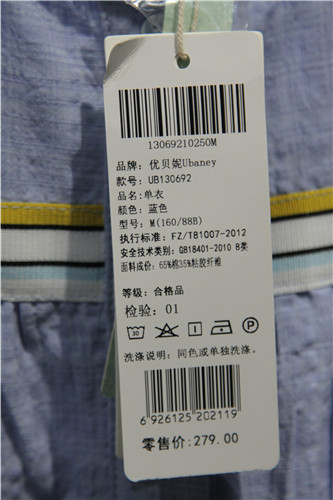 13069210250M
品牌：优贝妮Ubaney
款号：UB130692
品名:单衣
颜色：蓝色
型号：M(160/88B)
执行标准：FZ/T81007-2012
安全技术类别：GB18401-2010 B类
面料成份：65%棉35%粘胶纤维
等级：合格品
检验：01
30
洗涤说明：同色或单独洗涤。
6926125202119
零售价:279.00